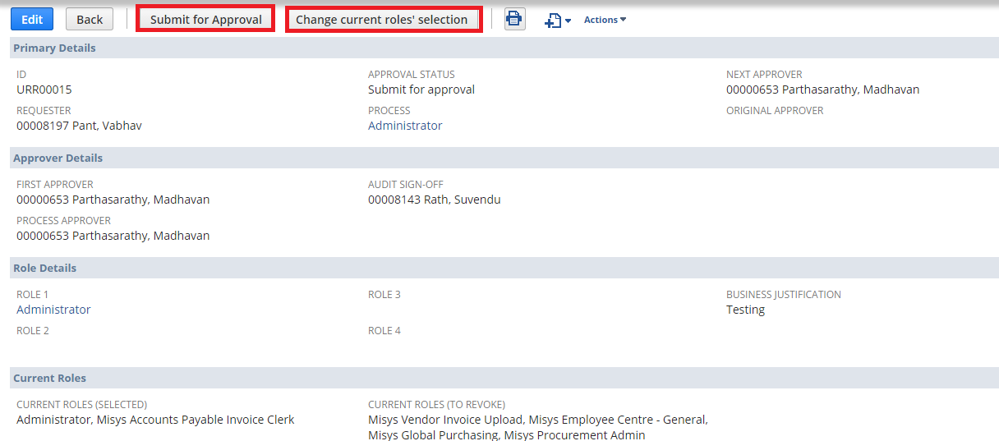 Edit Back Submit for Approval Change current roles' selection Actions
Primary Details
ID APPROVAL STATUS NEXT APPROVER
URR00015 Submit for approval 00000653 Parthasarathy, Madhavan
REQUESTER PROCESS ORIGINAL APPROVER
00008197 Pant, Vabhav Administrator
Approver Details
FIRST APPROVER AUDIT SIGN-OFF
00000653 Parthasarathy, Madhavan 00008143 Rath, Suvendu
PROCESS APPROVER
00000653 Parthasarathy, Madhavan
Role Details
ROLE 1 ROLE 3 BUSINESS JUSTIFICATION
Administrator Testing
ROLE 2 ROLE 4
Current Roles
CURRENT ROLES (SELECTED) CURRENT ROLES (TO REVOKE)
Administrator, Misys Accounts Payable Invoice Clerk Misys Vendor Invoice Upload, Misys Employee Centre - General,
Misys Global Purchasing, Misys Procurement Admin